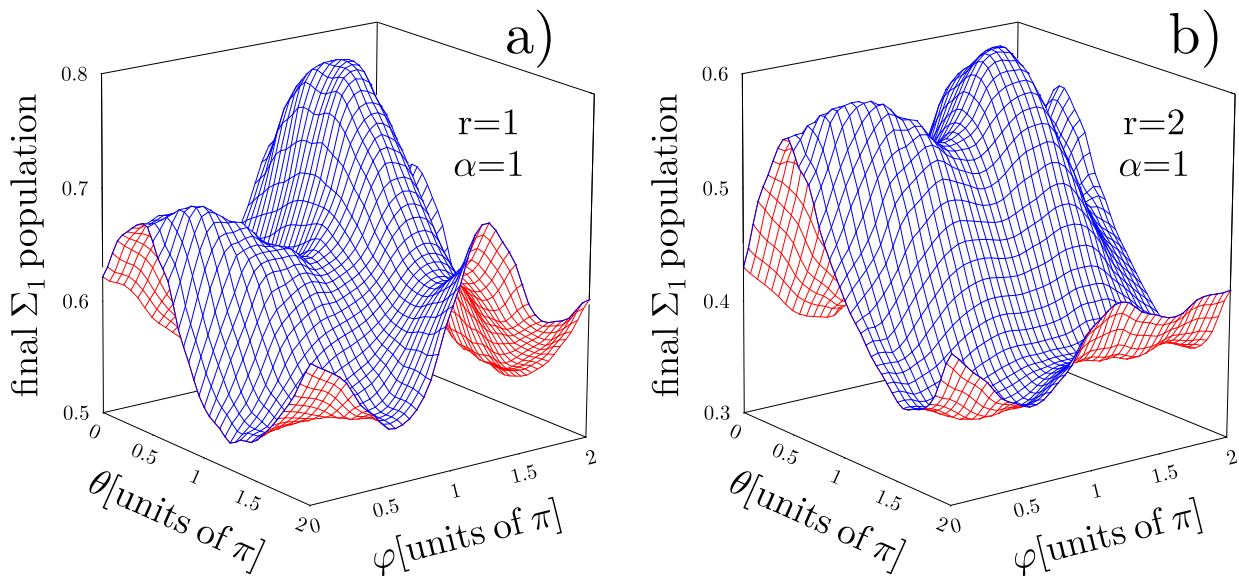 a)
r=1
α=1
final Σ₁ population
0.8
0.7
0.6
0.5
0
0.5
1
1.5
2
θ[units of π]
0
0.5
1
1.5
2
φ[units of π]
b)
r=2
α=1
final Σ₁ population
0.6
0.5
0.4
0.3
0
0.5
1
1.5
2
θ[units of π]
0
0.5
1
1.5
2
φ[units of π]